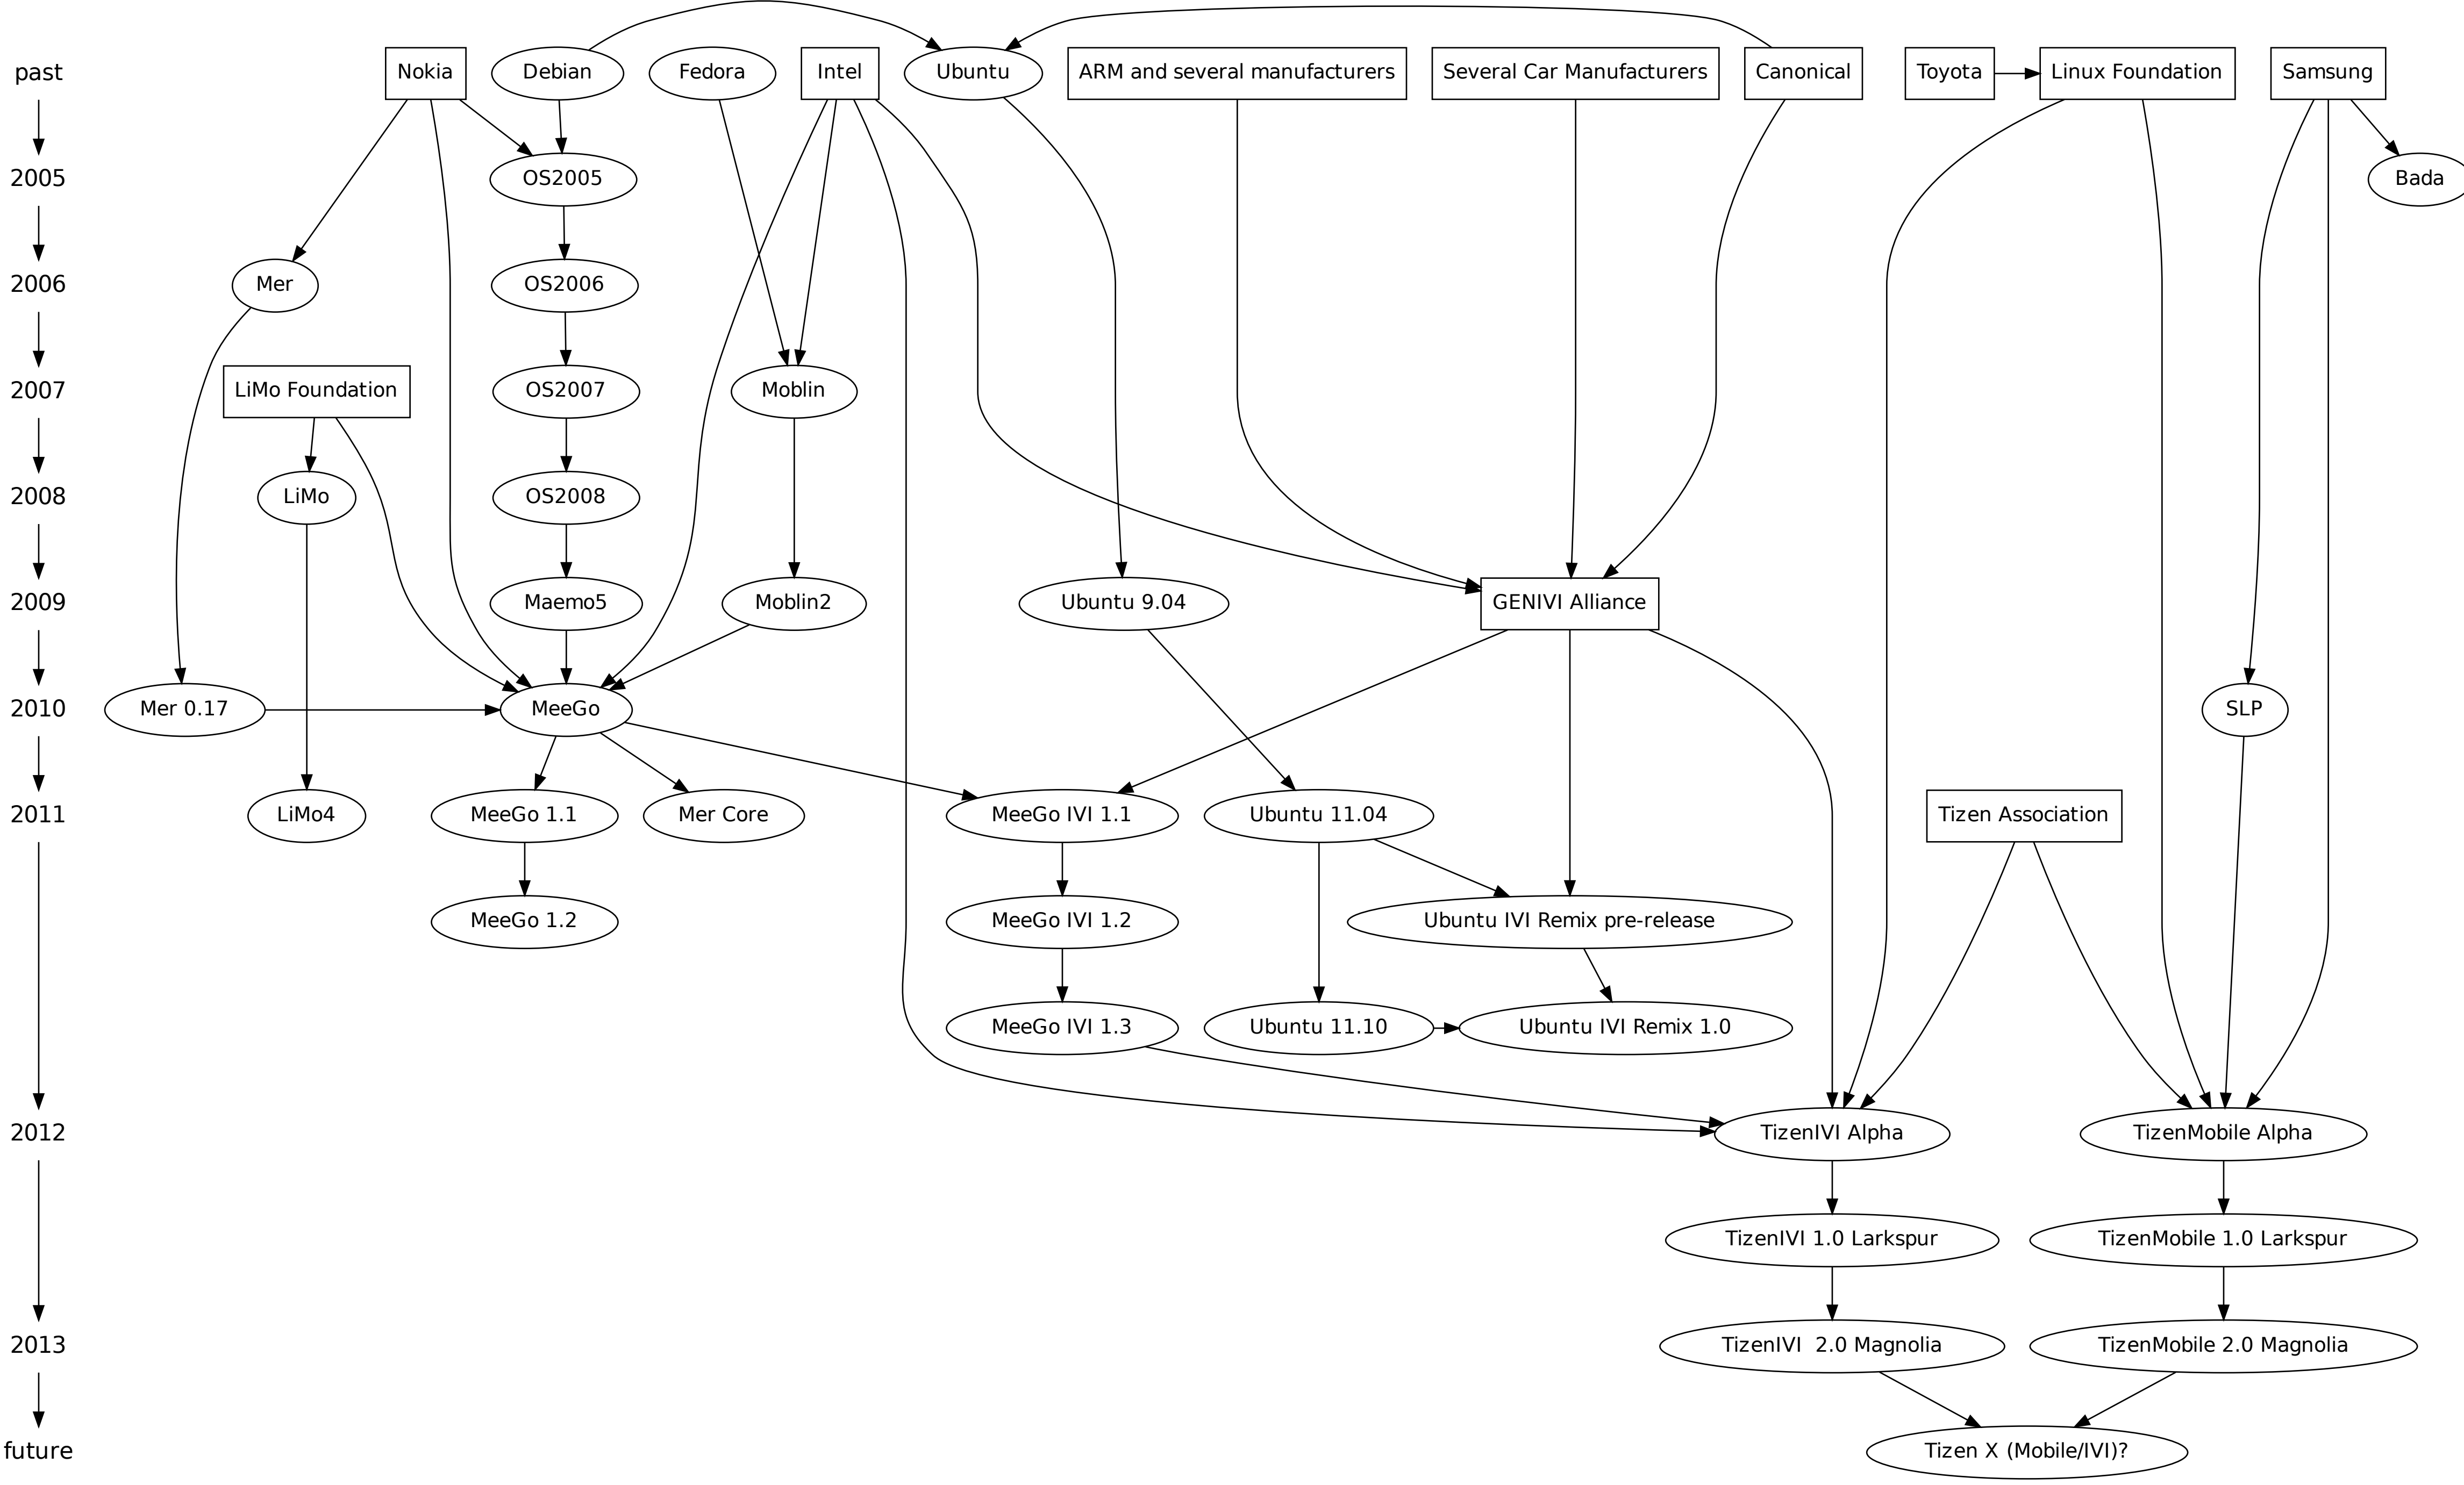 past
Nokia
Debian
Fedora
Intel
Ubuntu
ARM and several manufacturers
Several Car Manufacturers
Canonical
Toyota
Linux Foundation
Samsung
2005
OS2005
Bada
2006
Mer
OS2006
2007
LiMo Foundation
OS2007
Moblin
2008
LiMo
OS2008
2009
Maemo5
Moblin2
Ubuntu 9.04
GENIVI Alliance
2010
Mer 0.17
MeeGo
SLP
2011
LiMo4
MeeGo 1.1
Mer Core
MeeGo IVI 1.1
Ubuntu 11.04
Tizen Association
MeeGo 1.2
MeeGo IVI 1.2
Ubuntu IVI Remix pre-release
MeeGo IVI 1.3
Ubuntu 11.10
Ubuntu IVI Remix 1.0
2012
TizenIVI Alpha
TizenMobile Alpha
TizenIVI 1.0 Larkspur
TizenMobile 1.0 Larkspur
2013
TizenIVI  2.0 Magnolia
TizenMobile 2.0 Magnolia
future
Tizen X (Mobile/IVI)?